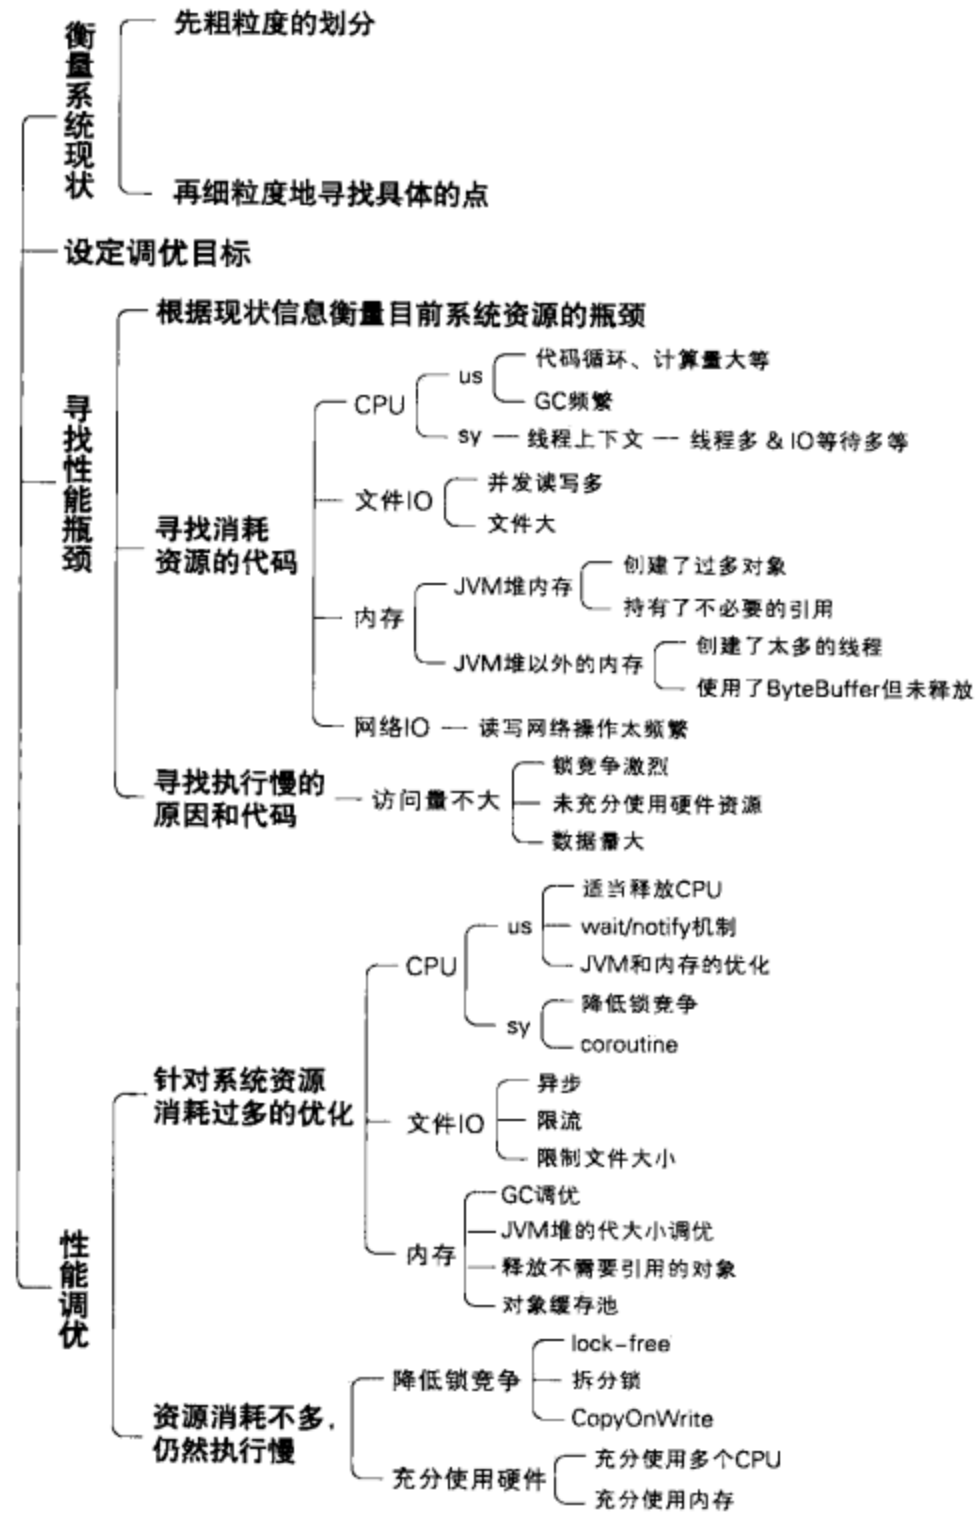 衡量系统现状
先粗粒度的划分
再细粒度地寻找具体的点
设定调优目标
寻找性能瓶颈
根据现状信息衡量目前系统资源的瓶颈
寻找消耗
资源的代码
CPU
us
代码循环、计算量大等
GC频繁
sy
线程上下文
线程多 & IO等待多等
文件IO
并发读写多
文件大
内存
JVM堆内存
创建了过多对象
持有了不必要的引用
JVM堆以外的内存
创建了太多的线程
使用了ByteBuffer但未释放
网络IO
读写网络操作太频繁
寻找执行慢的
原因和代码
访问量不大
锁竞争激烈
未充分使用硬件资源
数据量大
性能调优
针对系统资源
消耗过多的优化
CPU
us
适当释放CPU
wait/notify机制
JVM和内存的优化
sy
降低锁竞争
coroutine
文件IO
异步
限流
限制文件大小
内存
GC调优
JVM堆的代大小调优
释放不需要引用的对象
对象缓存池
资源消耗不多，
仍然执行慢
降低锁竞争
lock-free
拆分锁
CopyOnWrite
充分使用硬件
充分使用多个CPU
充分使用内存